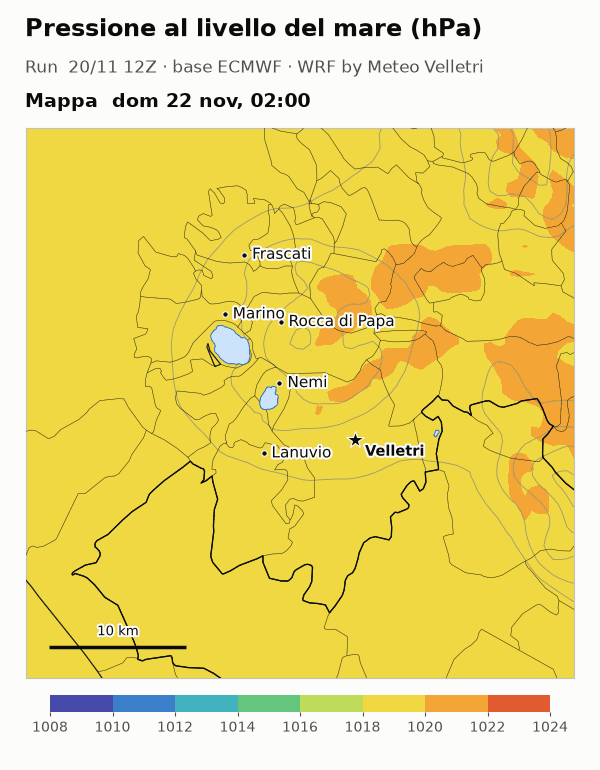 Pressione al livello del mare (hPa)
Run  20/11 12Z · base ECMWF · WRF by Meteo Velletri
Mappa  dom 22 nov, 02:00
Frascati
Marino
Rocca di Papa
Nemi
Velletri
Lanuvio
10 km
1008 1010 1012 1014 1016 1018 1020 1022 1024